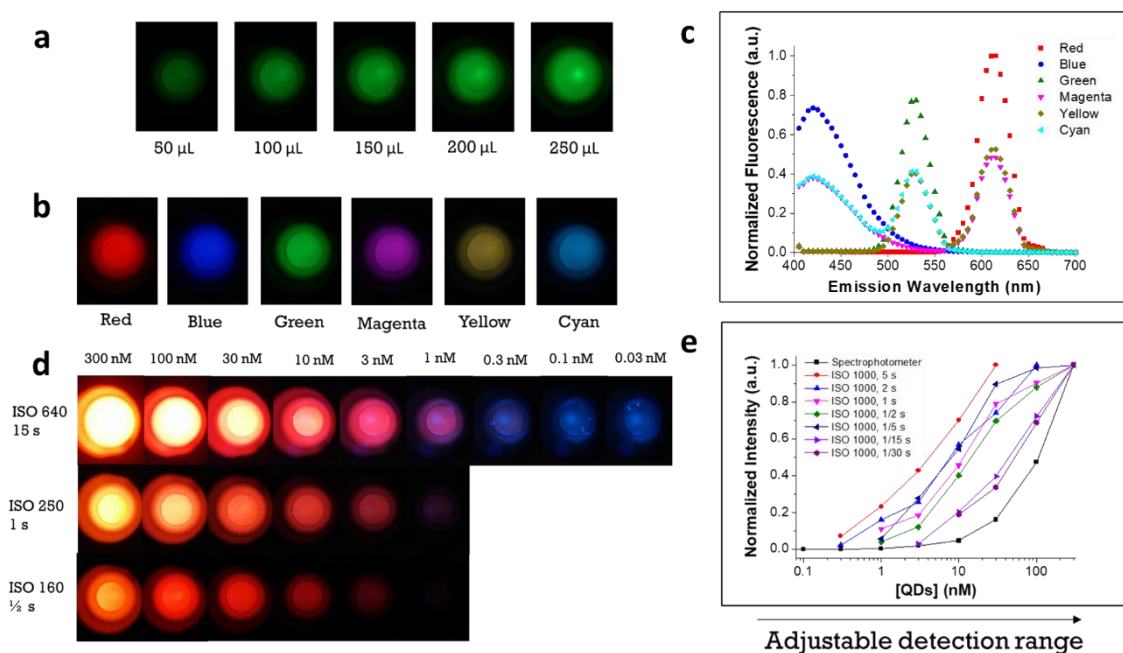 a
50 µL 100 µL 150 µL 200 µL 250 µL
b
Red Blue Green Magenta Yellow Cyan
c
Normalized Fluorescence (a.u.)
1.0
0.8
0.6
0.4
0.2
0.0
Red
Blue
Green
Magenta
Yellow
Cyan
400 450 500 550 600 650 700
Emission Wavelength (nm)
d
300 nM 100 nM 30 nM 10 nM 3 nM 1 nM 0.3 nM 0.1 nM 0.03 nM
ISO 640
15 s
ISO 250
1 s
ISO 160
½ s
e
Normalized Intensity (a.u.)
1.0
0.8
0.6
0.4
0.2
0.0
Spectrophotometer
ISO 1000, 5 s
ISO 1000, 2 s
ISO 1000, 1 s
ISO 1000, 1/2 s
ISO 1000, 1/5 s
ISO 1000, 1/15 s
ISO 1000, 1/30 s
0.1 1 10 100
[QDs] (nM)
Adjustable detection range